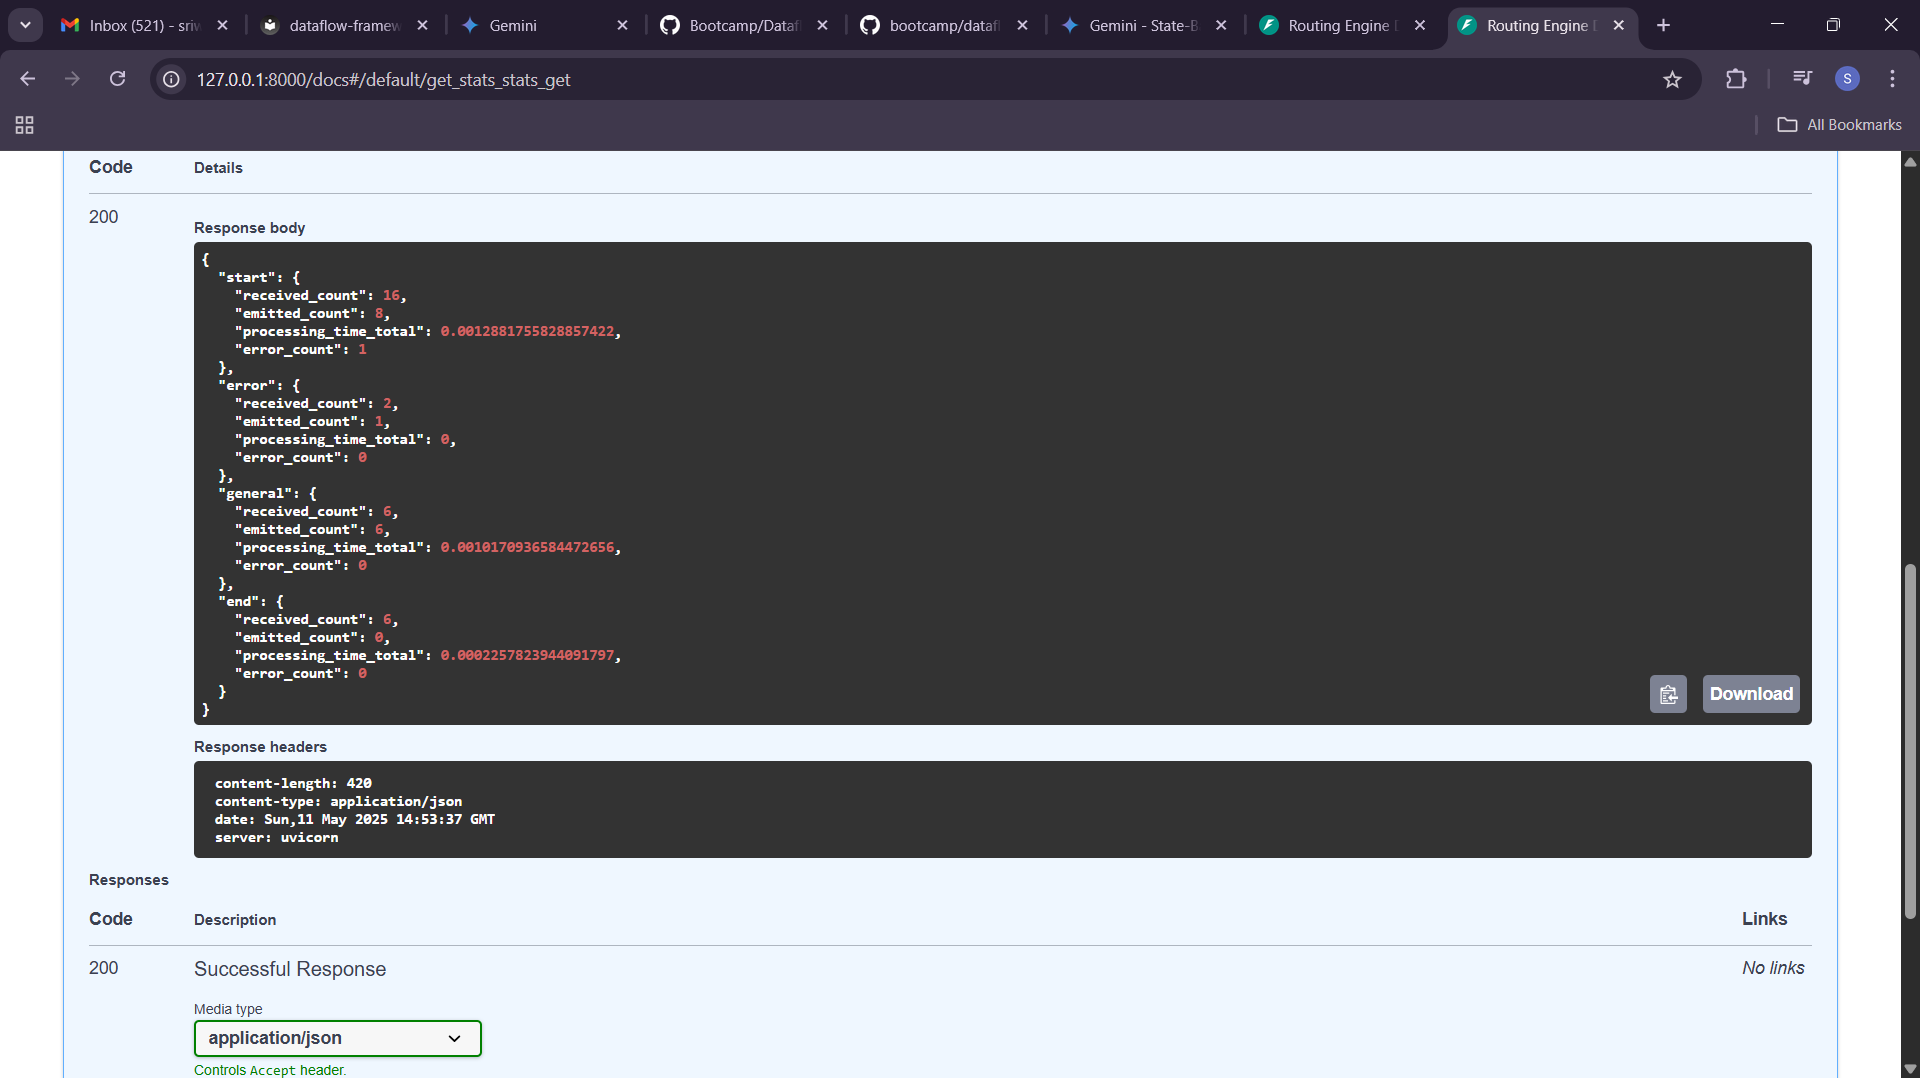 Inbox (521) - sriw
dataflow-framew
Gemini
Bootcamp/Dataf
bootcamp/datafl
Gemini - State-B
Routing Engine
Routing Engine
127.0.0.1:8000/docs#/default/get_stats_stats_get
S
All Bookmarks
Code Details
200
Response body
{
"start": {
"received_count": 16,
"emitted_count": 8,
"processing_time_total": 0.0012881755828857422,
"error_count": 1
},
"error": {
"received_count": 2,
"emitted_count": 1,
"processing_time_total": 0,
"error_count": 0
},
"general": {
"received_count": 6,
"emitted_count": 6,
"processing_time_total": 0.0010170936584472656,
"error_count": 0
},
"end": {
"received_count": 6,
"emitted_count": 0,
"processing_time_total": 0.0002257823944091797,
"error_count": 0
}
}
Download
Response headers
content-length: 420
content-type: application/json
date: Sun,11 May 2025 14:53:37 GMT
server: uvicorn
Responses
Code Description Links
200 Successful Response No links
Media type
application/json
Controls Accept header.